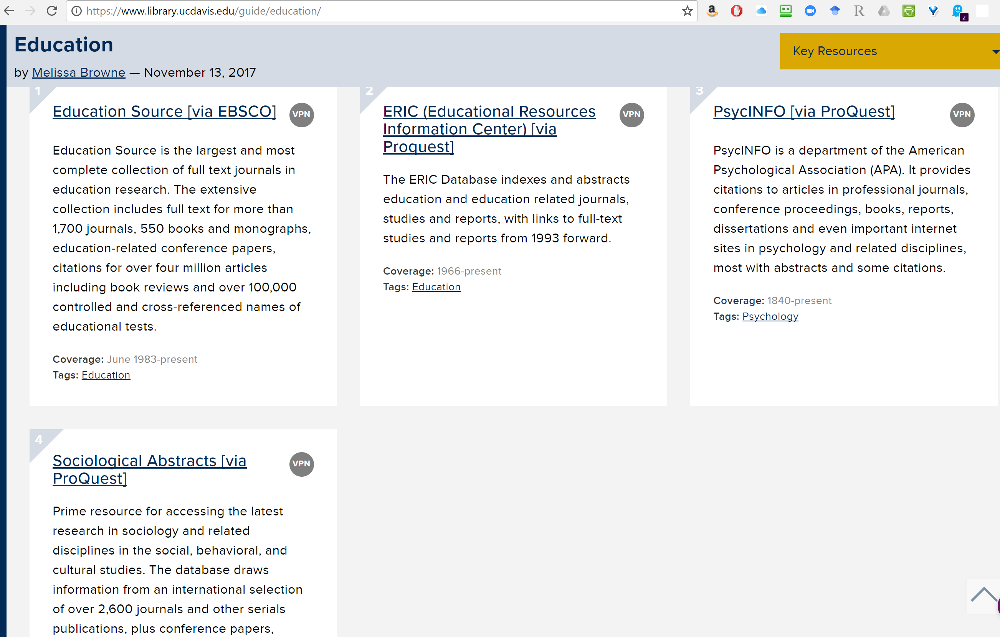 https://www.library.ucdavis.edu/guide/education/
2
Education
Key Resources
by Melissa Browne — November 13, 2017
1
Education Source [via EBSCO]
VPN
Education Source is the largest and most
complete collection of full text journals in
education research. The extensive
collection includes full text for more than
1,700 journals, 550 books and monographs,
education-related conference papers,
citations for over four million articles
including book reviews and over 100,000
controlled and cross-referenced names of
educational tests.
Coverage: June 1983-present
Tags: Education
2
ERIC (Educational Resources
Information Center) [via
Proquest]
VPN
The ERIC Database indexes and abstracts
education and education related journals,
studies and reports, with links to full-text
studies and reports from 1993 forward.
Coverage: 1966-present
Tags: Education
3
PsycINFO [via ProQuest]
VPN
PsycINFO is a department of the American
Psychological Association (APA). It provides
citations to articles in professional journals,
conference proceedings, books, reports,
dissertations and even important internet
sites in psychology and related disciplines,
most with abstracts and some citations.
Coverage: 1840-present
Tags: Psychology
4
Sociological Abstracts [via
ProQuest]
VPN
Prime resource for accessing the latest
research in sociology and related
disciplines in the social, behavioral, and
cultural studies. The database draws
information from an international selection
of over 2,600 journals and other serials
publications, plus conference papers,